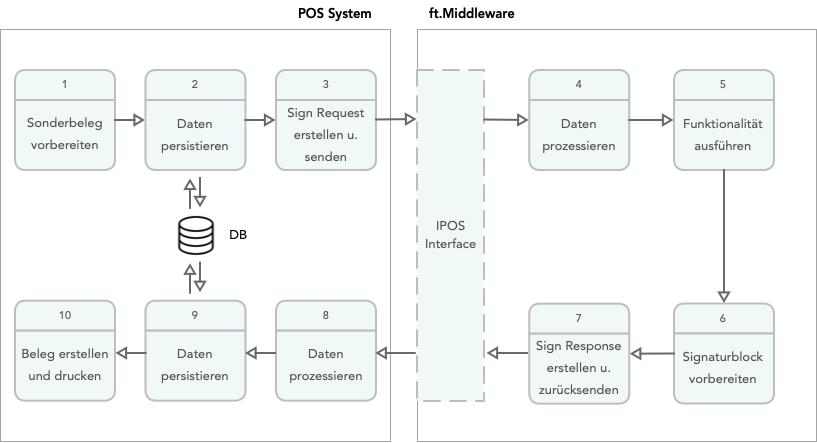 POS System
ft.Middleware
1
Sonderbeleg
vorbereiten
2
Daten
persistieren
3
Sign Request
erstellen u.
senden
4
Daten
prozessieren
5
Funktionalität
ausführen
IPOS
Interface
DB
10
Beleg erstellen
und drucken
9
Daten
persistieren
8
Daten
prozessieren
7
Sign Response
erstellen u.
zurücksenden
6
Signaturblock
vorbereiten